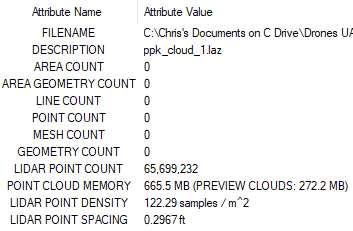 Attribute Name Attribute Value
FILENAME C:\Chris's Documents on C Drive\Drones UA
DESCRIPTION ppk_cloud_1.laz
AREA COUNT 0
AREA GEOMETRY COUNT 0
LINE COUNT 0
POINT COUNT 0
MESH COUNT 0
GEOMETRY COUNT 0
LIDAR POINT COUNT 65,699,232
POINT CLOUD MEMORY 665.5 MB (PREVIEW CLOUDS: 272.2 MB)
LIDAR POINT DENSITY 122.29 samples / m^2
LIDAR POINT SPACING 0.2967 ft